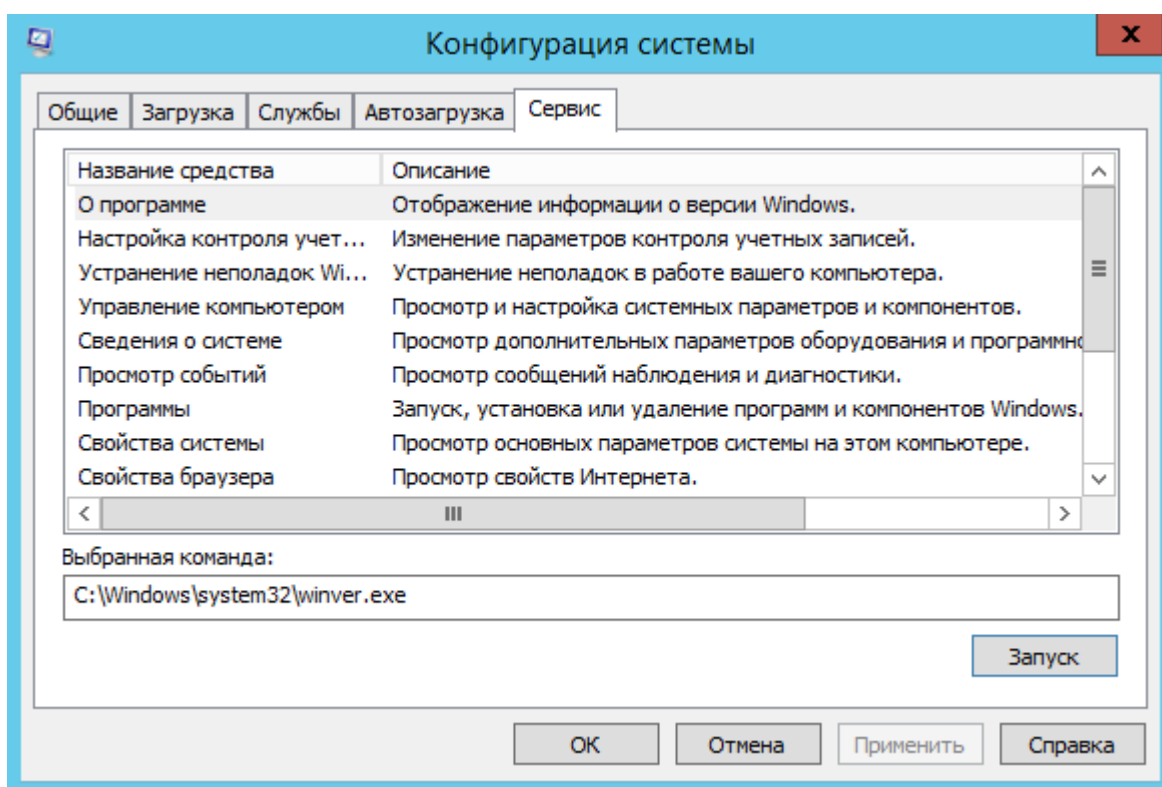 Конфигурация системы
Общие Загрузка Службы Автозагрузка Сервис
Название средства Описание
О программе Отображение информации о версии Windows.
Настройка контроля учет... Изменение параметров контроля учетных записей.
Устранение неполадок Wi... Устранение неполадок в работе вашего компьютера.
Управление компьютером Просмотр и настройка системных параметров и компонентов.
Сведения о системе Просмотр дополнительных параметров оборудования и программно
Просмотр событий Просмотр сообщений наблюдения и диагностики.
Программы Запуск, установка или удаление программ и компонентов Windows.
Свойства системы Просмотр основных параметров системы на этом компьютере.
Свойства браузера Просмотр свойств Интернета.
Выбранная команда:
C:\Windows\system32\winver.exe
Запуск
ОК Отмена Применить Справка